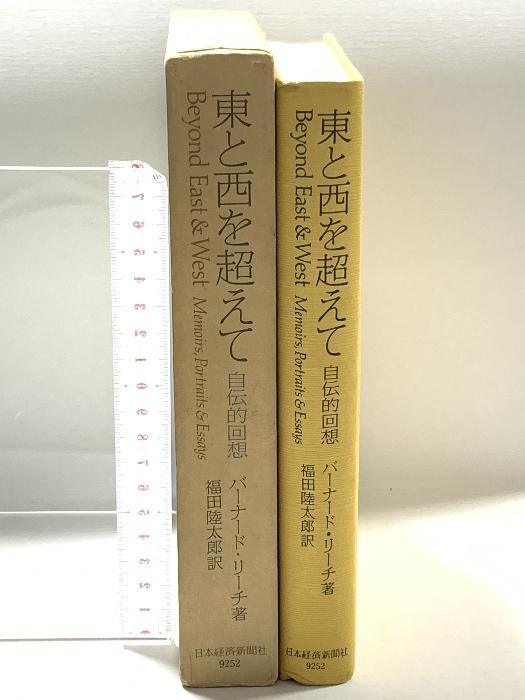 東と西を超えて 自伝的回想
Beyond East & West Memoirs, Portraits & Essays
バーナード・リーチ著
福田陸太郎訳
日本経済新聞社
9252
東と西を超えて 自伝的回想
Beyond East & West Memoirs, Portraits & Essays
バーナード・リーチ著
福田陸太郎訳
日本経済新聞社
9252